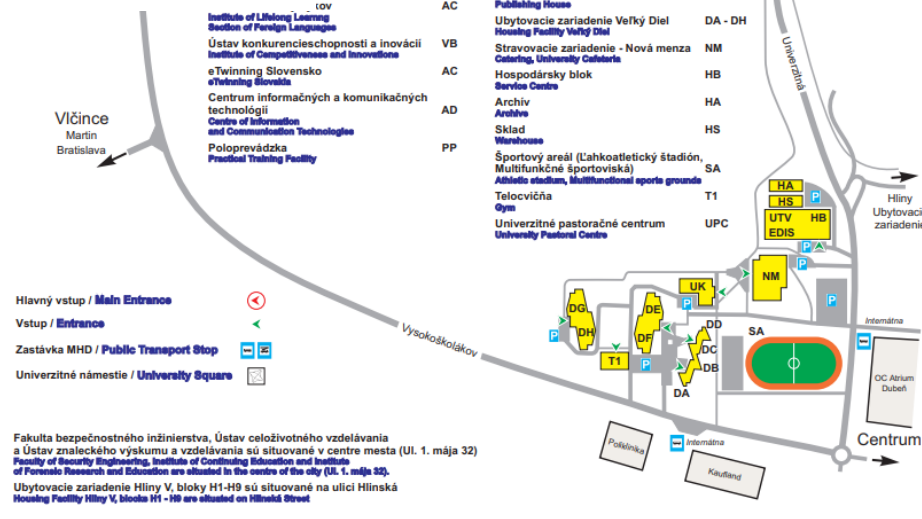 kov AC
Institute of Lifelong Learning
Section of Foreign Languages
Ústav konkurencieschopnosti a inovácií VB
Institute of Competitiveness and Innovations
eTwinning Slovensko AC
eTwinning Slovakia
Centrum informačných a komunikačných
technológií AD
Centre of Information
and Communication Technologies
Poloprevádzka PP
Practical Training Facility
Publishing House
Ubytovacie zariadenie Veľký Diel DA - DH
Housing Facility Veľký Diel
Stravovacie zariadenie - Nová menza NM
Catering, University Cafeteria
Hospodársky blok HB
Service Centre
Archív HA
Archive
Sklad HS
Warehouse
Športový areál (Ľahkoatletický štadión,
Multifunkčné športoviská) SA
Athletic stadium, Multifunctional sports grounds
Telocvičňa T1
Gym
Univerzitné pastoračné centrum UPC
University Pastoral Centre
Vlčince
Martin
Bratislava
Univerzitná
Hliny
Ubytovaci
zariadeni
HA
HS
P
UTV HB
EDIS
P
P
NM
P
UK
P
DG
DH
P
DE
DF
T1
P
DD
DC
DB
DA
SA
Internátna
OC Atrium
Dubeň
Centrum
Vysokoškolákov
Poliklinika
Internátna
Kaufland
Hlavný vstup / Main Entrance
Vstup / Entrance
Zastávka MHD / Public Transport Stop
Univerzitné námestie / University Square
Fakulta bezpečnostného inžinierstva, Ústav celoživotného vzdelávania
a Ústav znaleckého výskumu a vzdelávania sú situované v centre mesta (Ul. 1. mája 32)
Faculty of Security Engineering, Institute of Continuing Education and Institute
of Forensic Research and Education are situated in the centre of the city (Ul. 1. mája 32).
Ubytovacie zariadenie Hliny V, bloky H1-H9 sú situované na ulici Hlinská
Housing Facility Hliny V, blocks H1 - H9 are situated on Hlinská Street